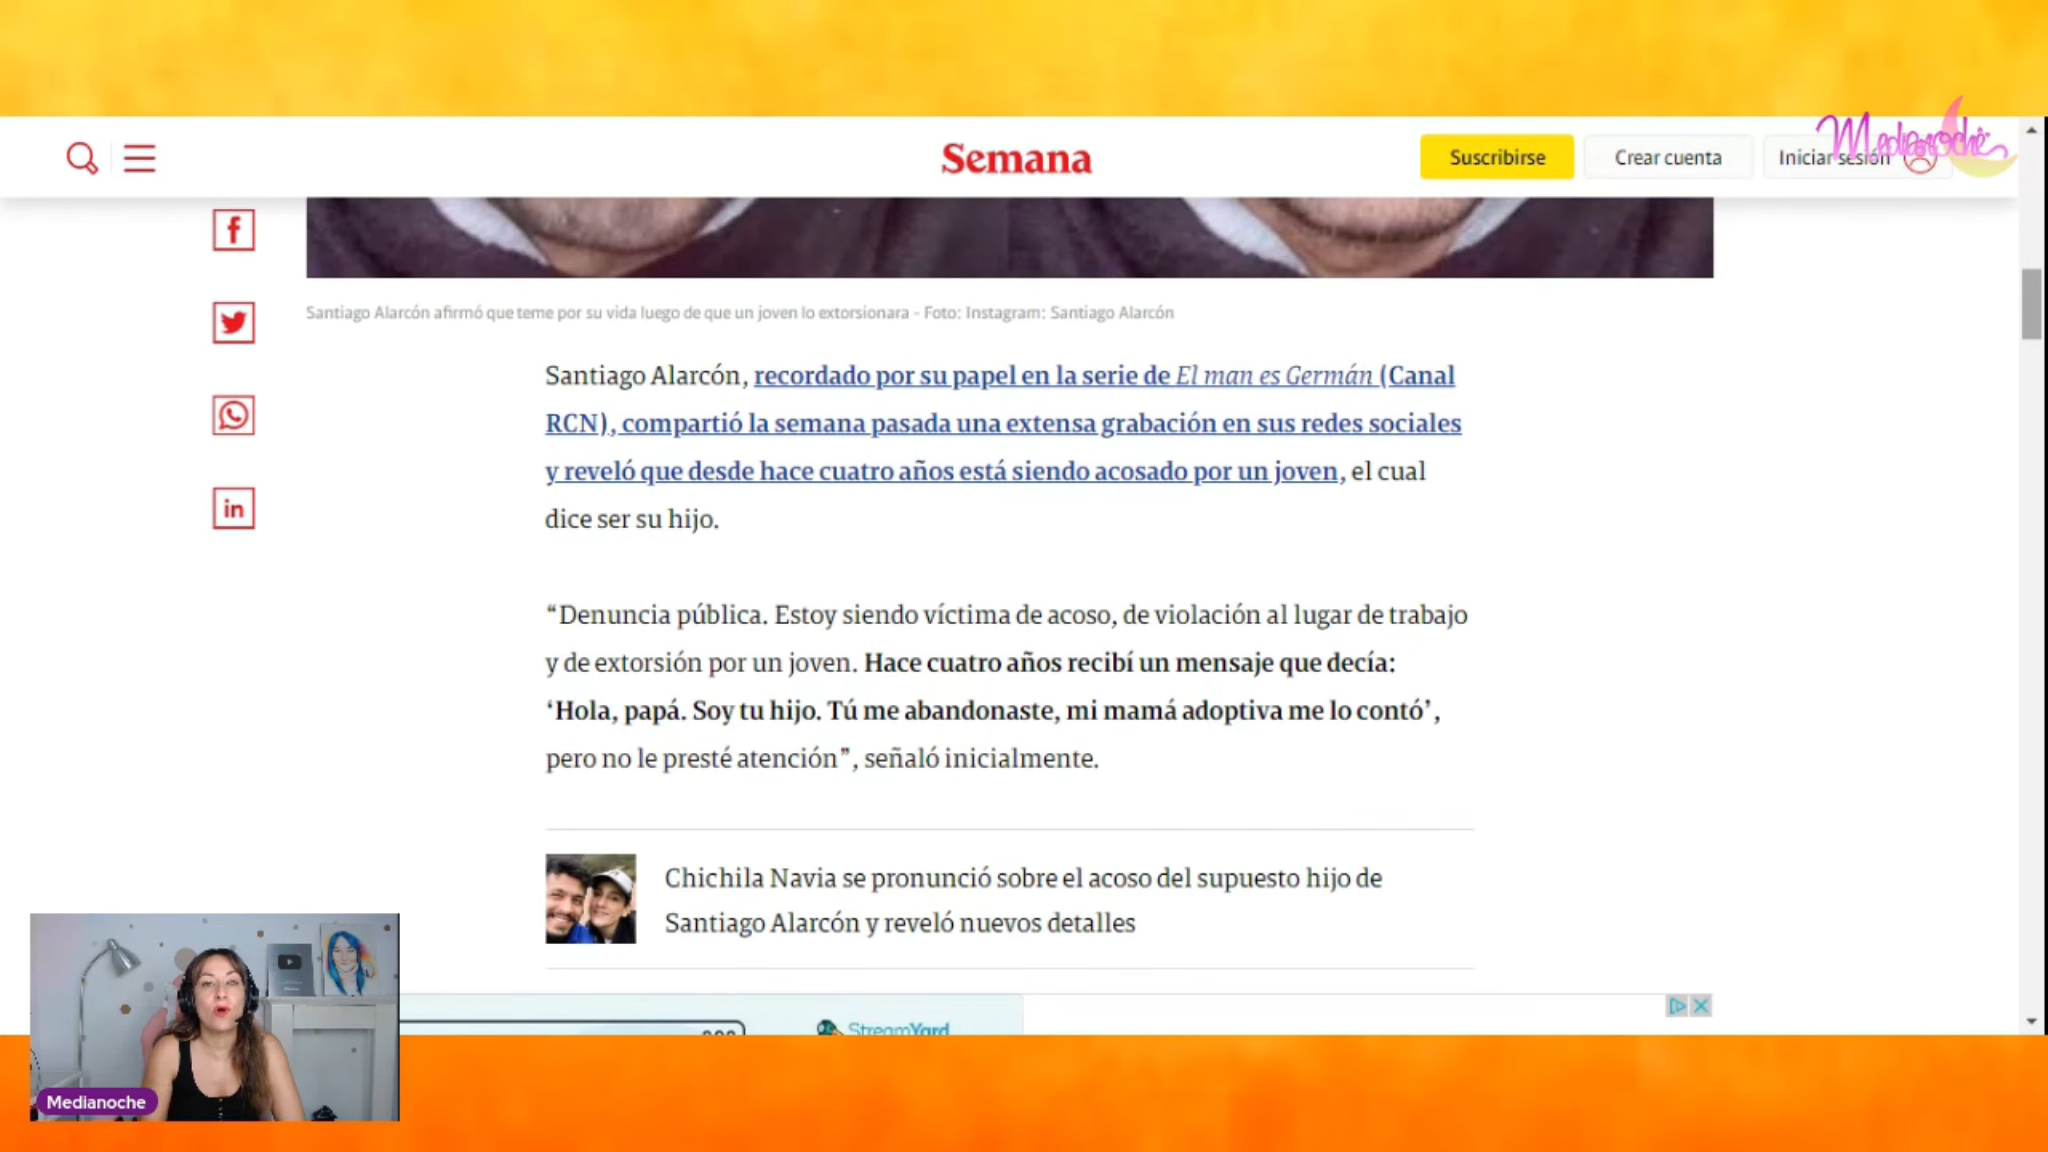 Medianoche
Semana
Suscribirse
Crear cuenta
Iniciar sesión
Santiago Alarcón afirmó que teme por su vida luego de que un joven lo extorsionara - Foto: Instagram: Santiago Alarcón
Santiago Alarcón, recordado por su papel en la serie de El man es Germán (Canal
RCN), compartió la semana pasada una extensa grabación en sus redes sociales
y reveló que desde hace cuatro años está siendo acosado por un joven, el cual
dice ser su hijo.
“Denuncia pública. Estoy siendo víctima de acoso, de violación al lugar de trabajo
y de extorsión por un joven. Hace cuatro años recibí un mensaje que decía:
‘Hola, papá. Soy tu hijo. Tú me abandonaste, mi mamá adoptiva me lo contó’,
pero no le presté atención”, señaló inicialmente.
Chichila Navia se pronunció sobre el acoso del supuesto hijo de
Santiago Alarcón y reveló nuevos detalles
StreamYard
Medianoche